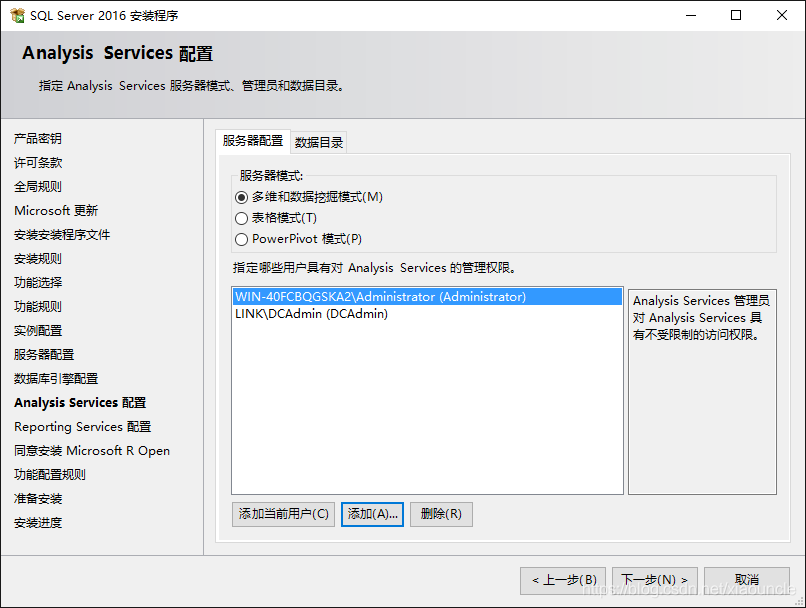 SQL Server 2016 安装程序
Analysis Services 配置
指定 Analysis Services 服务器模式、管理员和数据目录。
产品密钥
许可条款
全局规则
Microsoft 更新
安装安装程序文件
安装规则
功能选择
功能规则
实例配置
服务器配置
数据库引擎配置
Analysis Services 配置
Reporting Services 配置
同意安装 Microsoft R Open
功能配置规则
准备安装
安装进度
服务器配置 数据目录
服务器模式:
多维和数据挖掘模式(M)
表格模式(T)
PowerPivot 模式(P)
指定哪些用户具有对 Analysis Services 的管理权限。
WIN-40FCBQGSKA2\Administrator (Administrator)
LINK\DCAdmin (DCAdmin)
Analysis Services 管理员
对 Analysis Services 具
有不受限制的访问权限。
添加当前用户(C) 添加(A)... 删除(R)
< 上一步(B) 下一步(N) > 取消
https://blog.csdn.net/xiaouncle